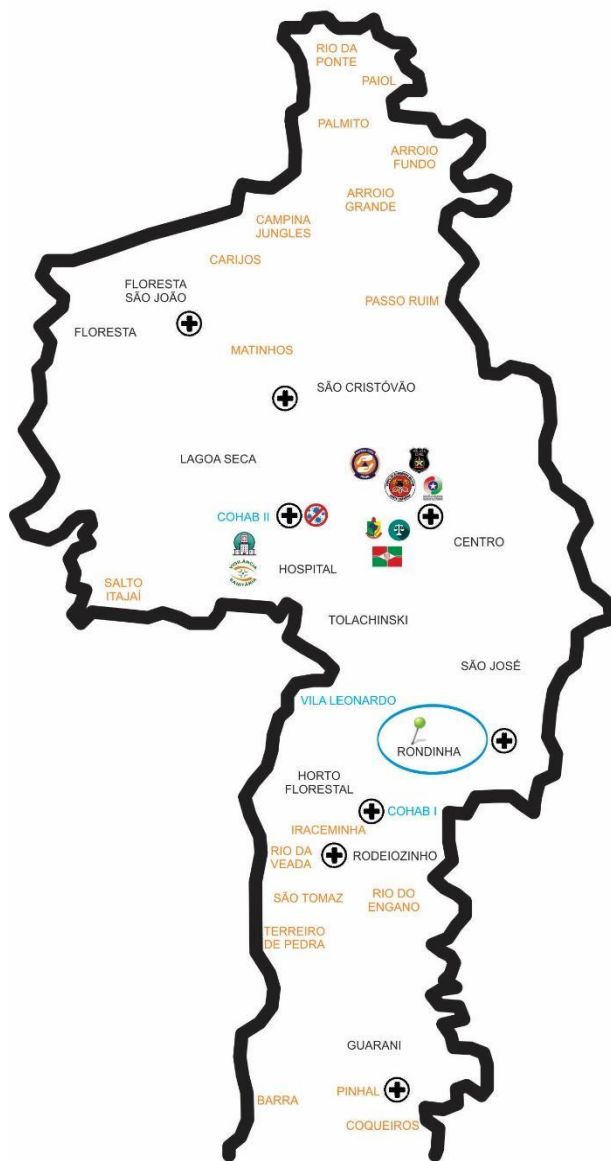 RIO DA
PONTE
PAIOL
PALMITO
ARROIO
FUNDO
ARROIO
GRANDE
CAMPINA
JUNGLES
CARIJOS
FLORESTA
SÃO JOÃO
PASSO RUIM
FLORESTA
MATINHOS
SÃO CRISTÓVÃO
LAGOA SECA
COHAB II
CENTRO
VIGILÂNCIA
SANITÁRIA
HOSPITAL
SALTO
ITAJAÍ
TOLACHINSKI
SÃO JOSÉ
VILA LEONARDO
RONDINHA
HORTO
FLORESTAL
COHAB I
IRACEMINHA
RIO DA
VEADA
RODEIOZINHO
SÃO TOMAZ
RIO DO
ENGANO
TERREIRO
DE PEDRA
GUARANI
PINHAL
BARRA
COQUEIROS